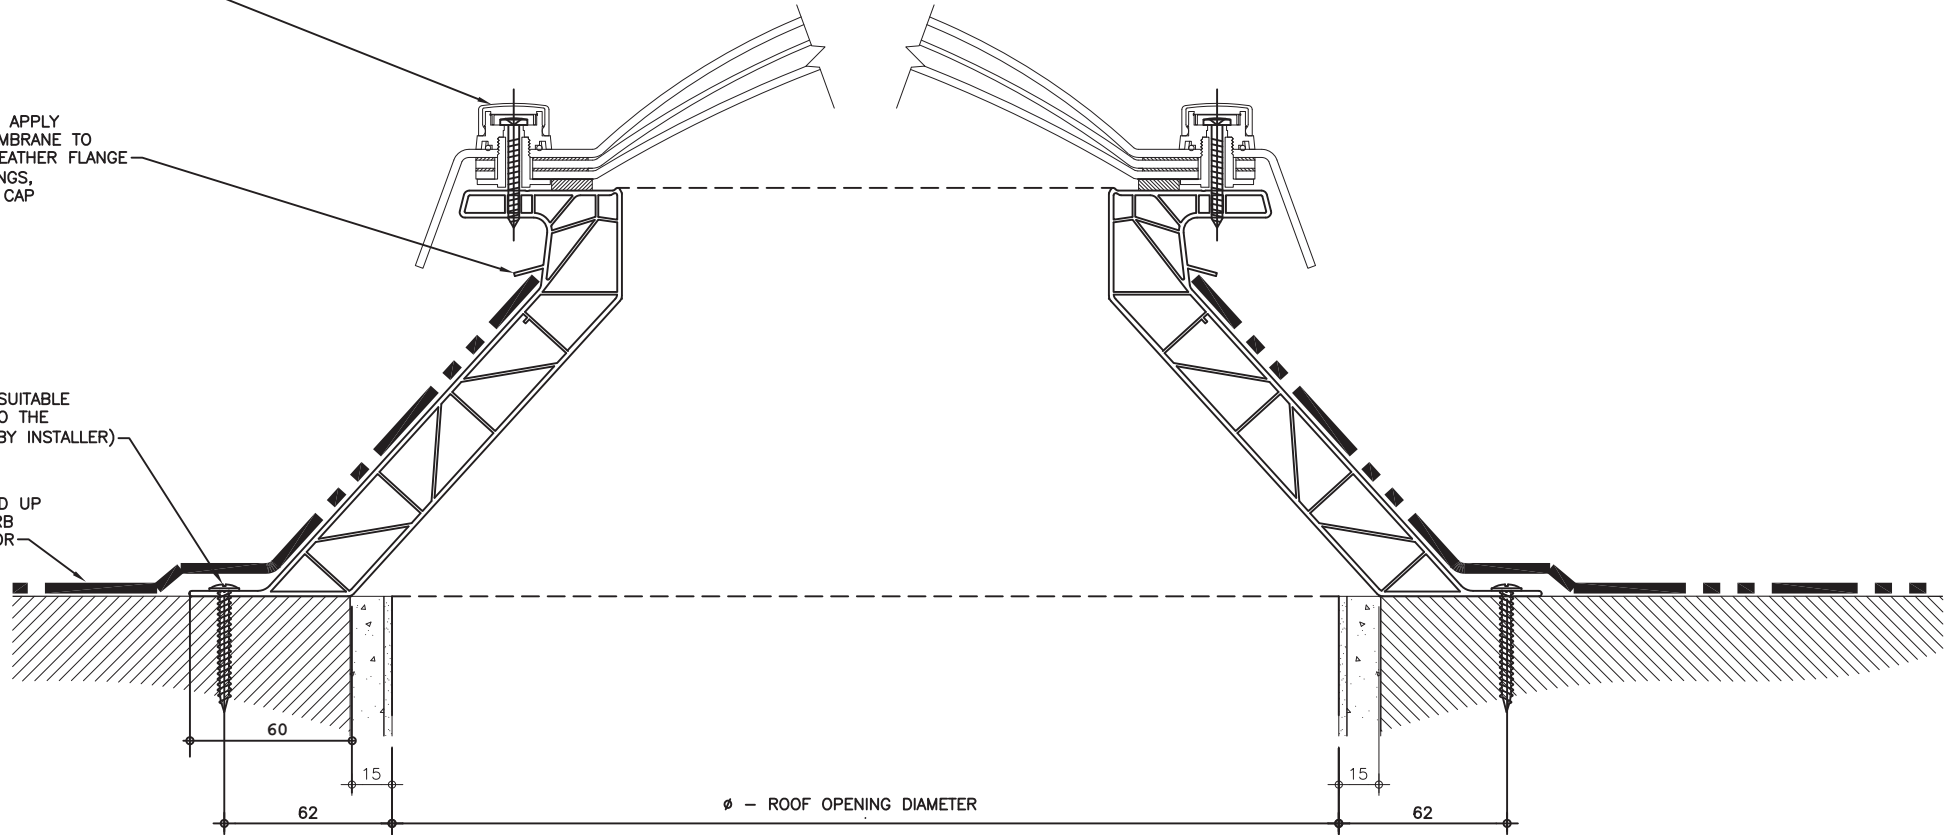 APPLY
MBRANE TO
EATHER FLANGE
NGS,
CAP
SUITABLE
O THE
BY INSTALLER)
D UP
RB
OR
60
15
15
62
Ø – ROOF OPENING DIAMETER
62